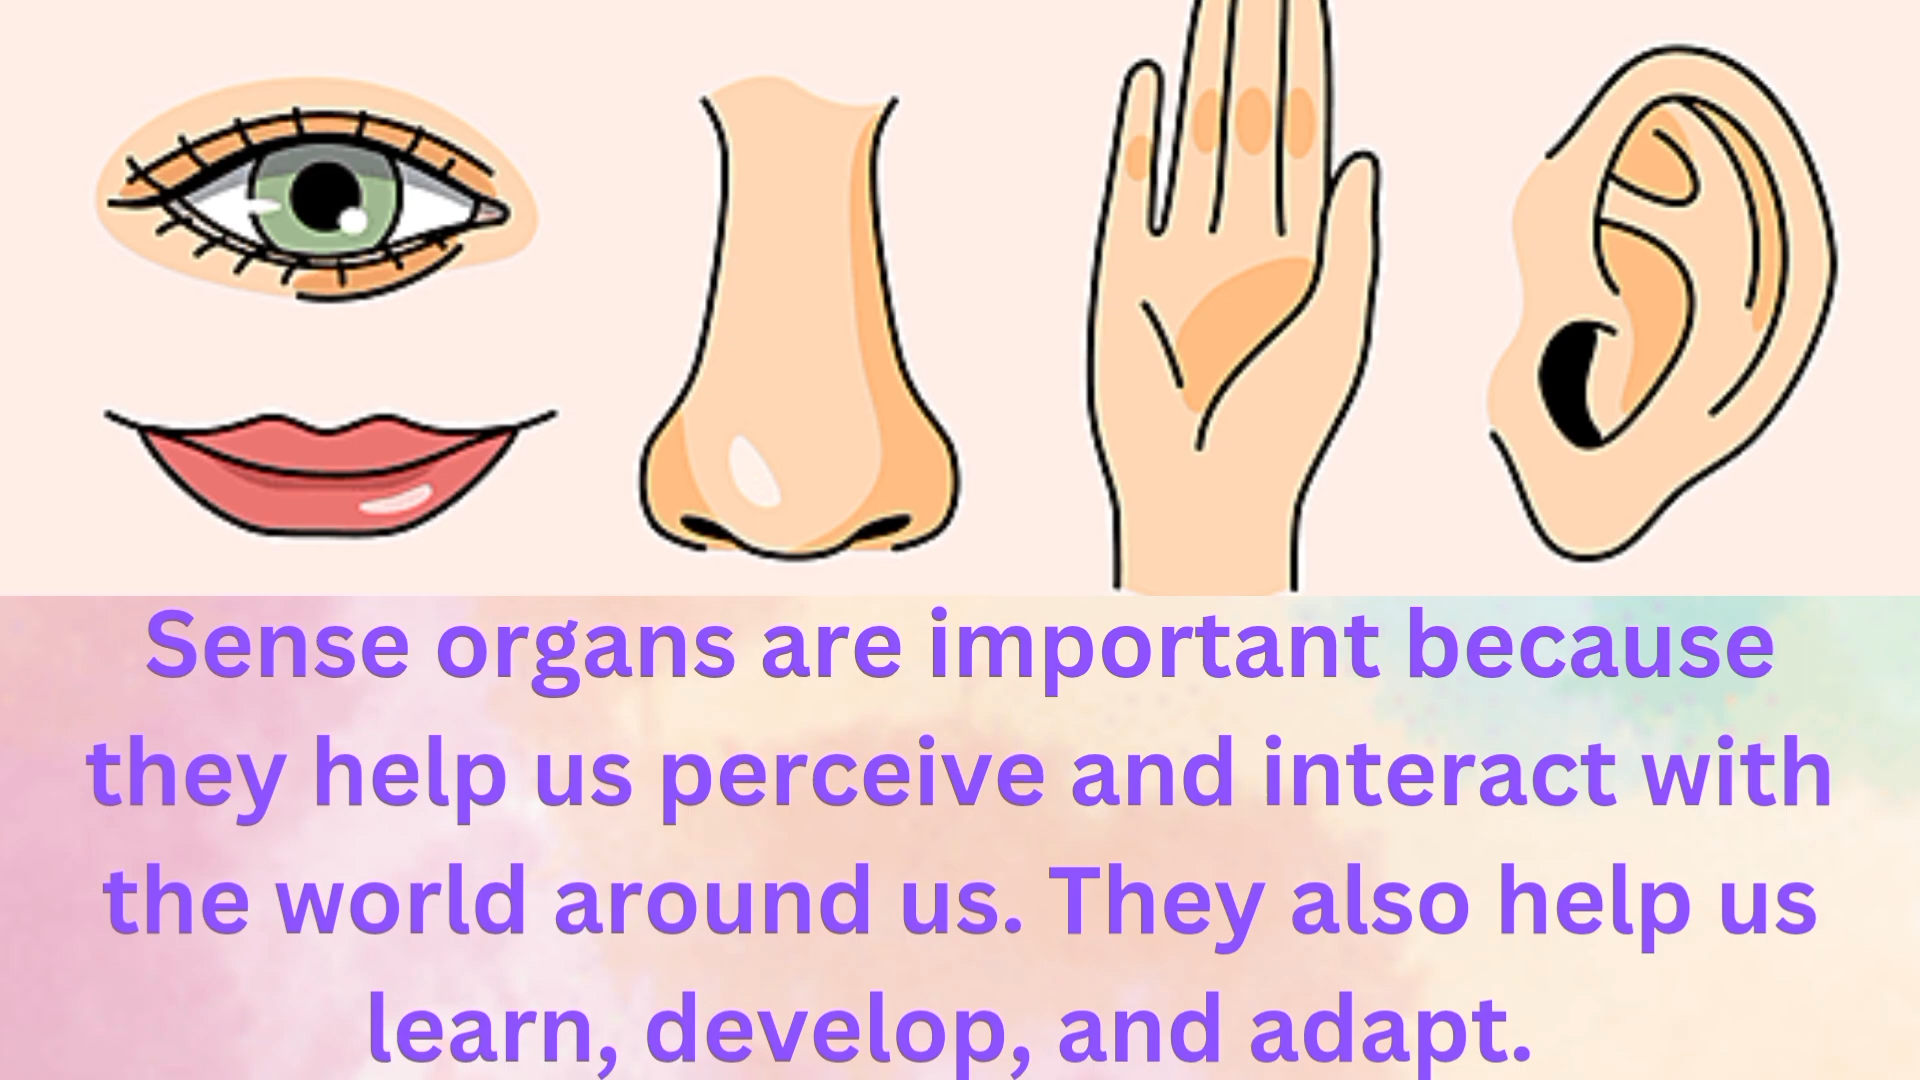 Sense organs are important because
they help us perceive and interact with
the world around us. They also help us
learn, develop, and adapt.